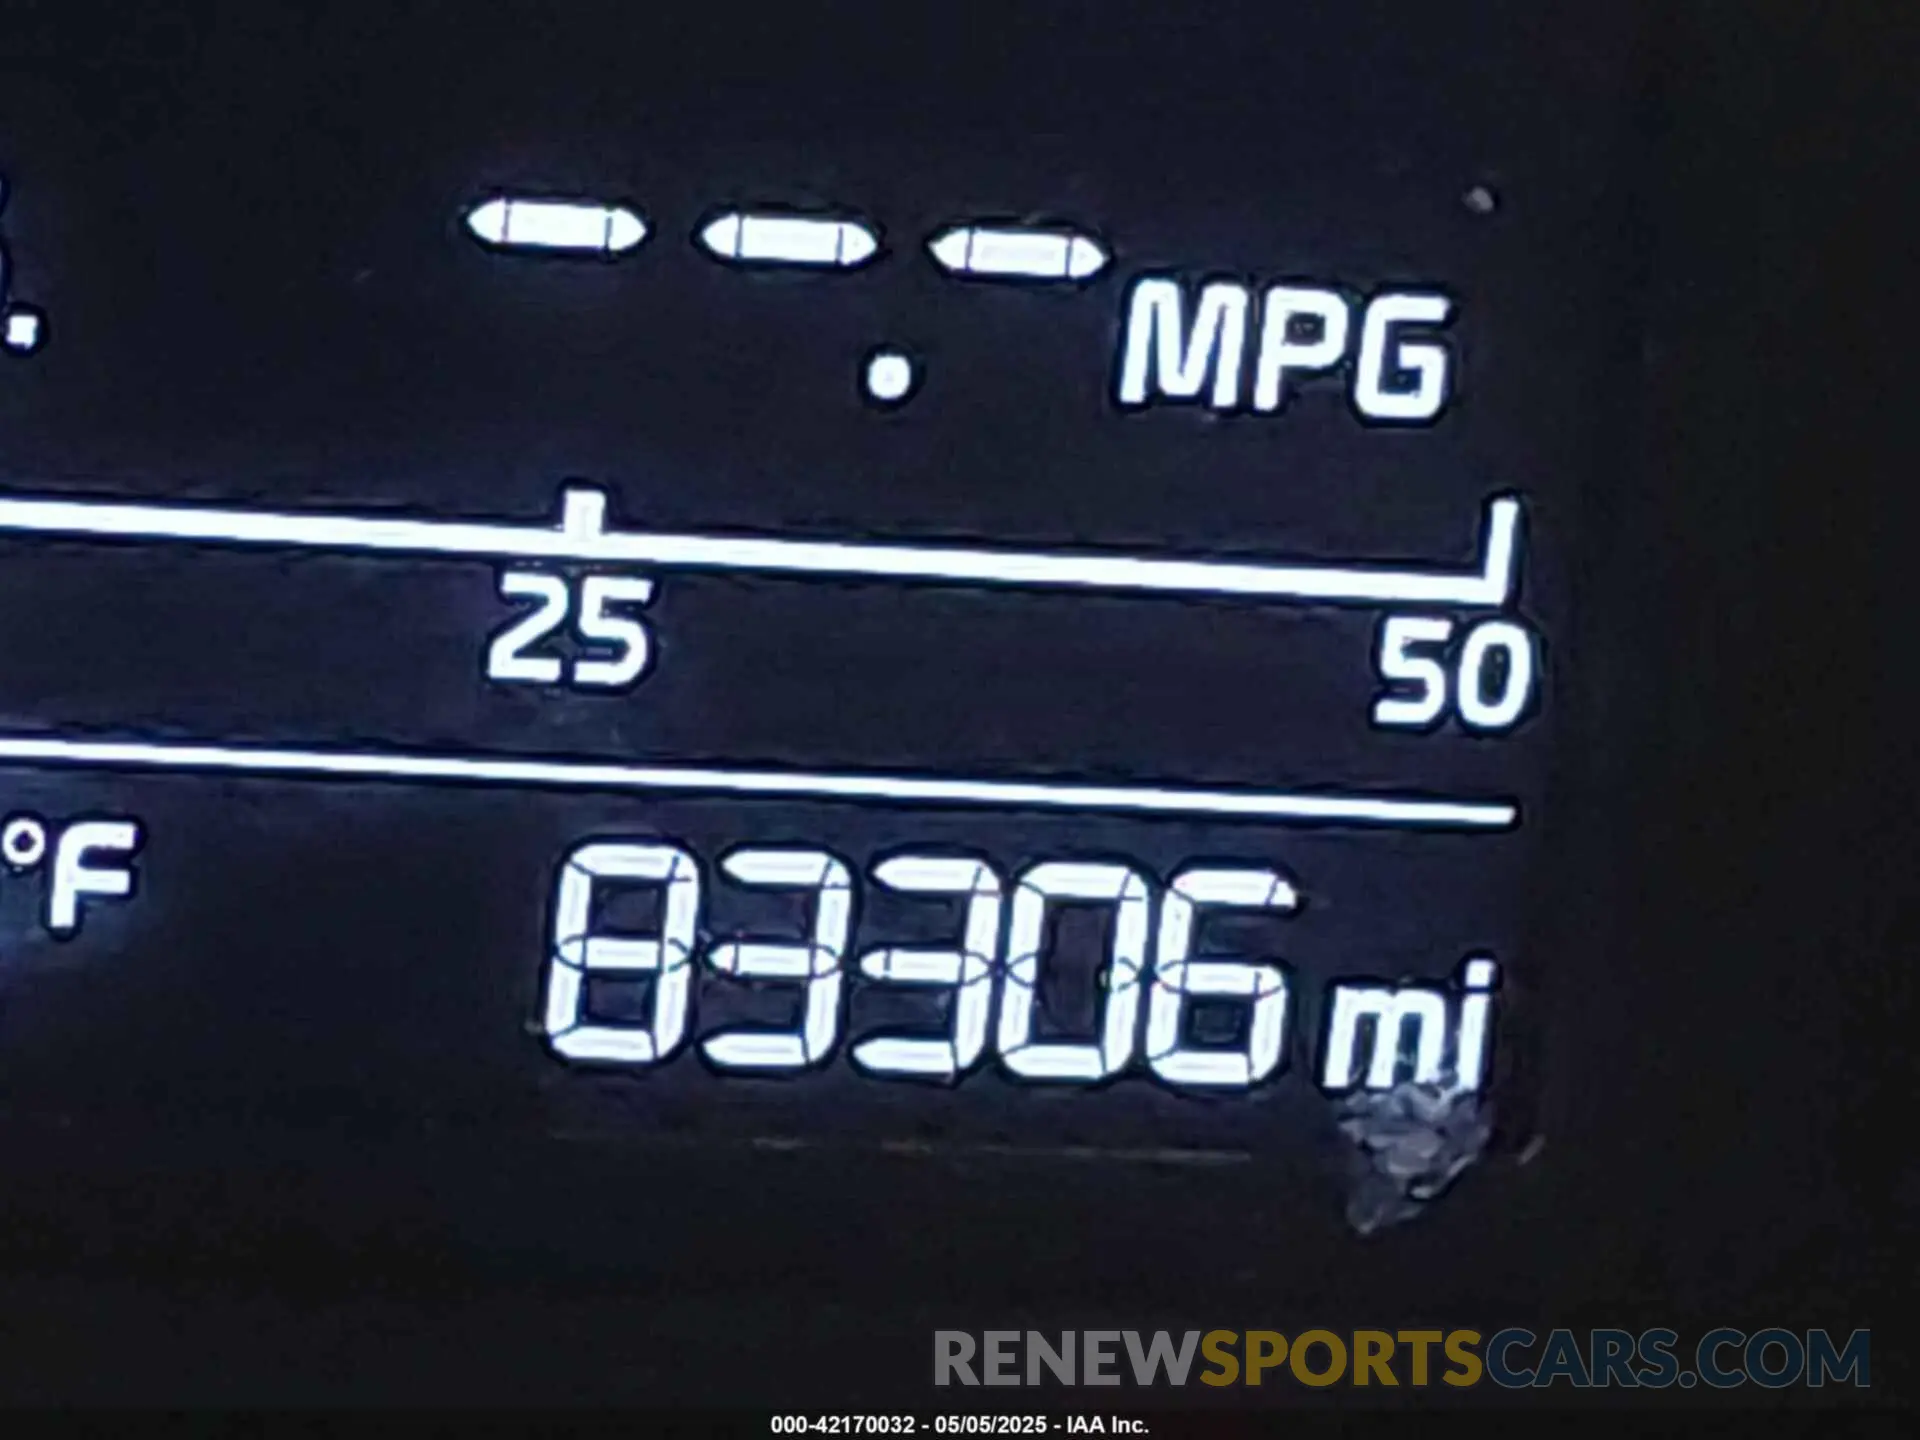 --.- MPG
25 50
°F 83306 mi
RENEWSPORTSCARS.COM
000-42170032 - 05/05/2025 - IAA Inc.